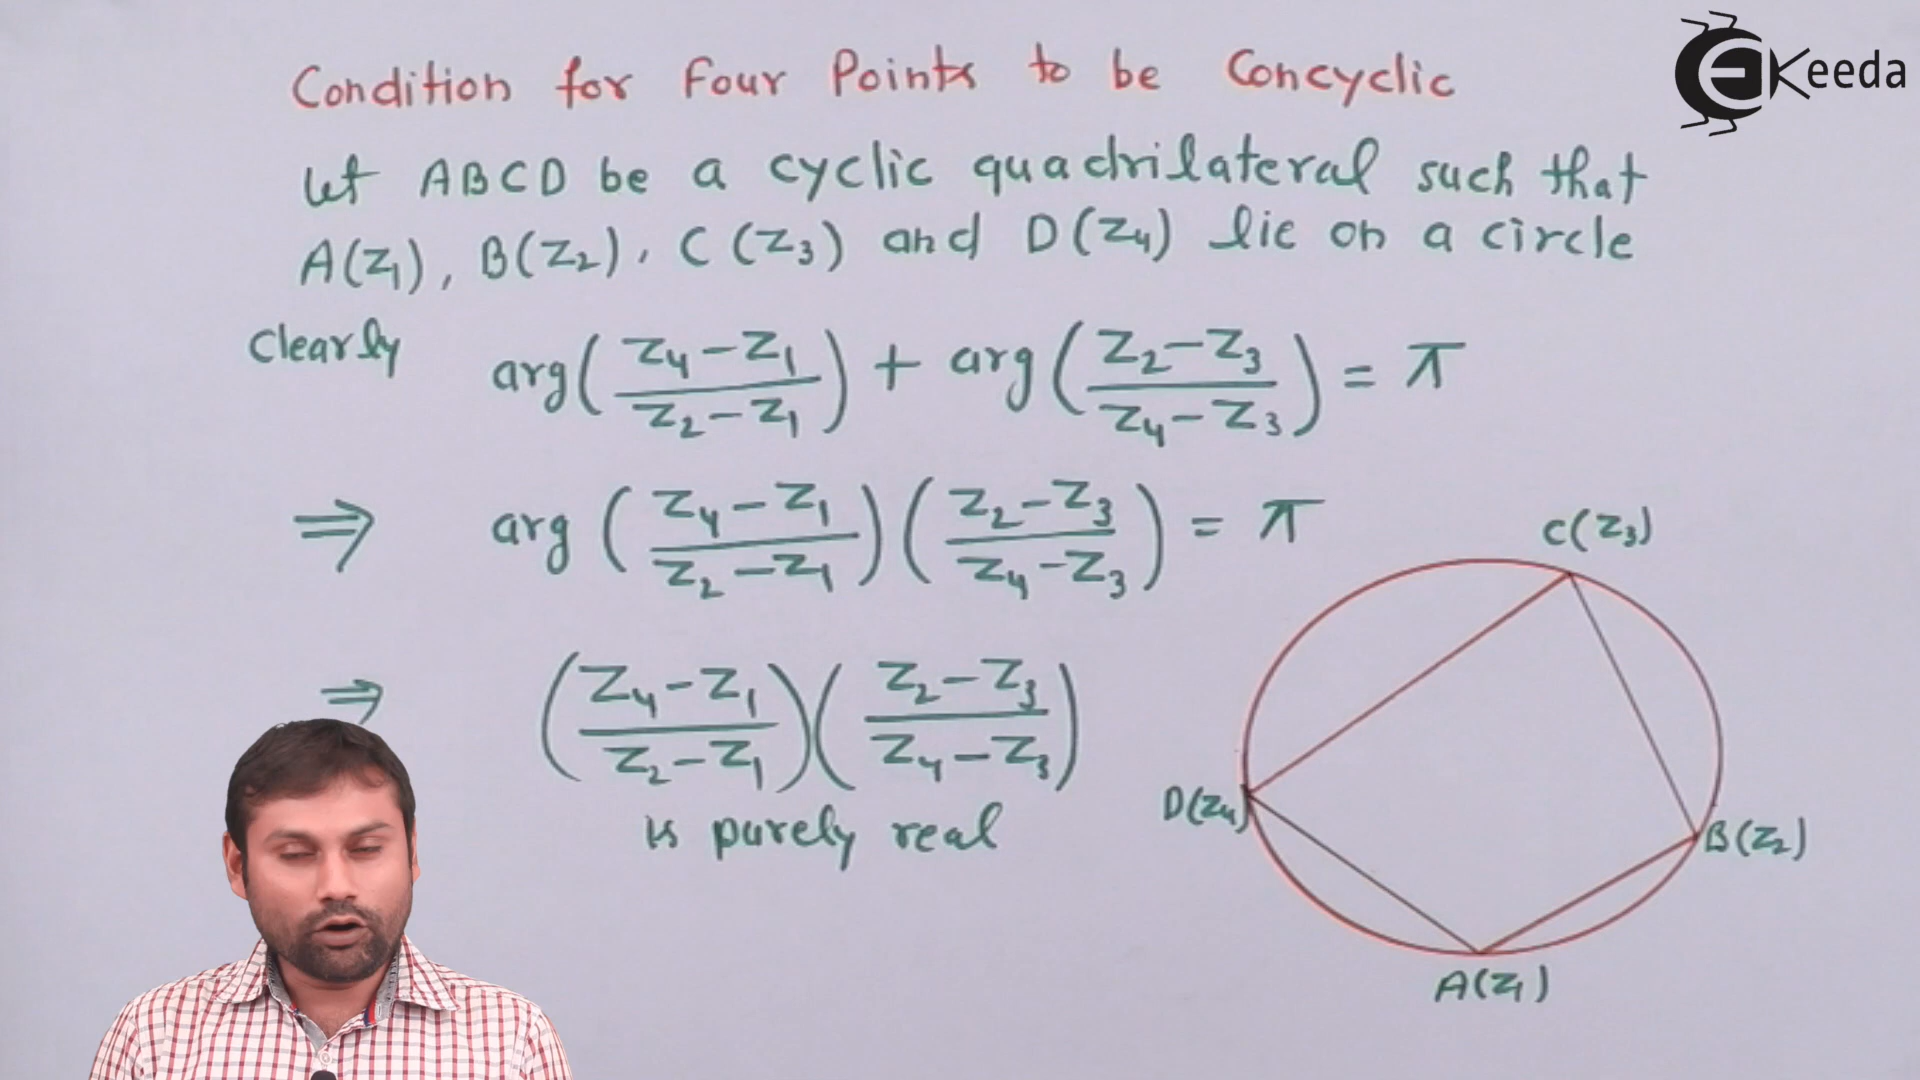 Condition for Four Points to be Concyclic
EKeeda
Let ABCD be a cyclic quadrilateral such that
A(z₁), B(z₂), C(z₃) and D(z₄) lie on a circle
Clearly arg((z₄-z₁)/(z₂-z₁)) + arg((z₂-z₃)/(z₄-z₃)) = π
⇒ arg((z₄-z₁)/(z₂-z₁))((z₂-z₃)/(z₄-z₃)) = π
⇒ ((z₄-z₁)/(z₂-z₁))((z₂-z₃)/(z₄-z₃))
is purely real
C(z₃)
D(z₄)
B(z₂)
A(z₁)